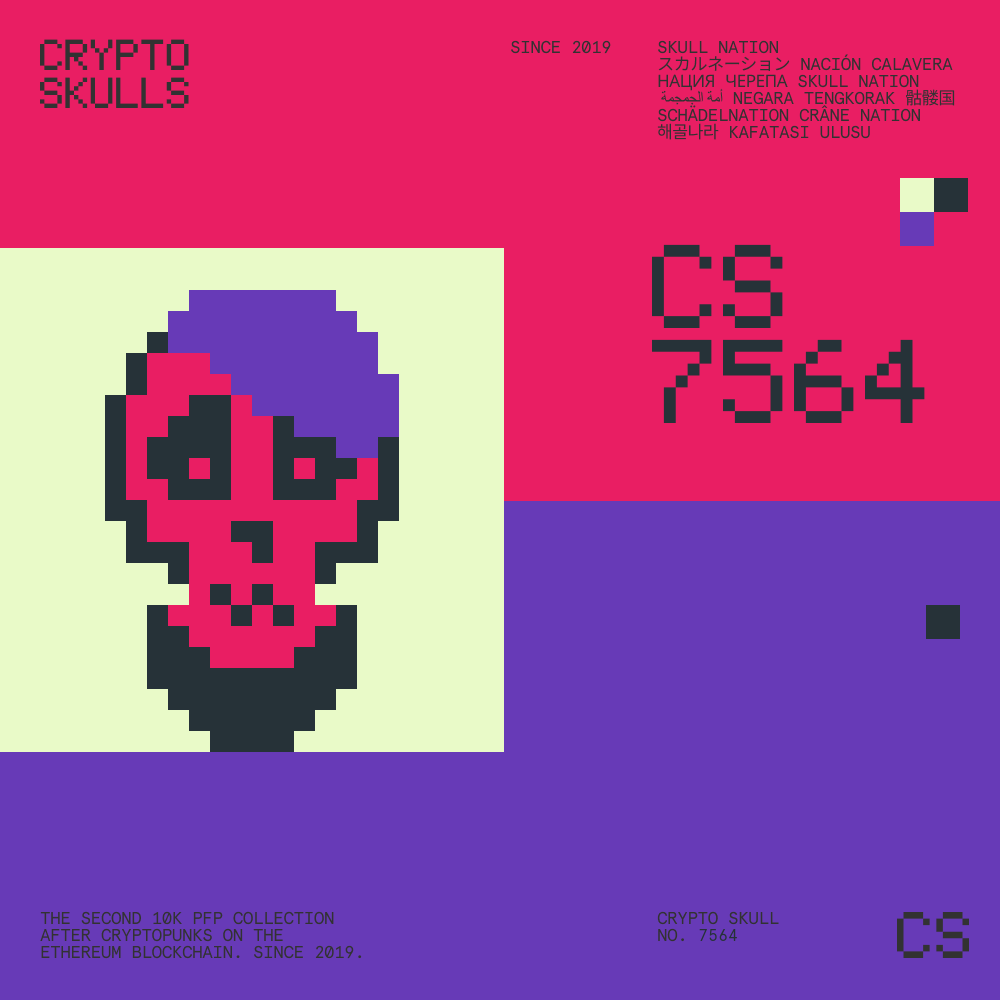 CRYPTO
SKULLS
SINCE 2019
SKULL NATION
スカルネーション NACIÓN CALAVERA
НАЦИЯ ЧЕРЕПА SKULL NATION
أمة الجمجمة NEGARA TENGKORAK 骷髅国
SCHÄDELNATION CRÂNE NATION
해골나라 KAFATASI ULUSU
CS
7564
THE SECOND 10K PFP COLLECTION
AFTER CRYPTOPUNKS ON THE
ETHEREUM BLOCKCHAIN. SINCE 2019.
CRYPTO SKULL
NO. 7564
CS